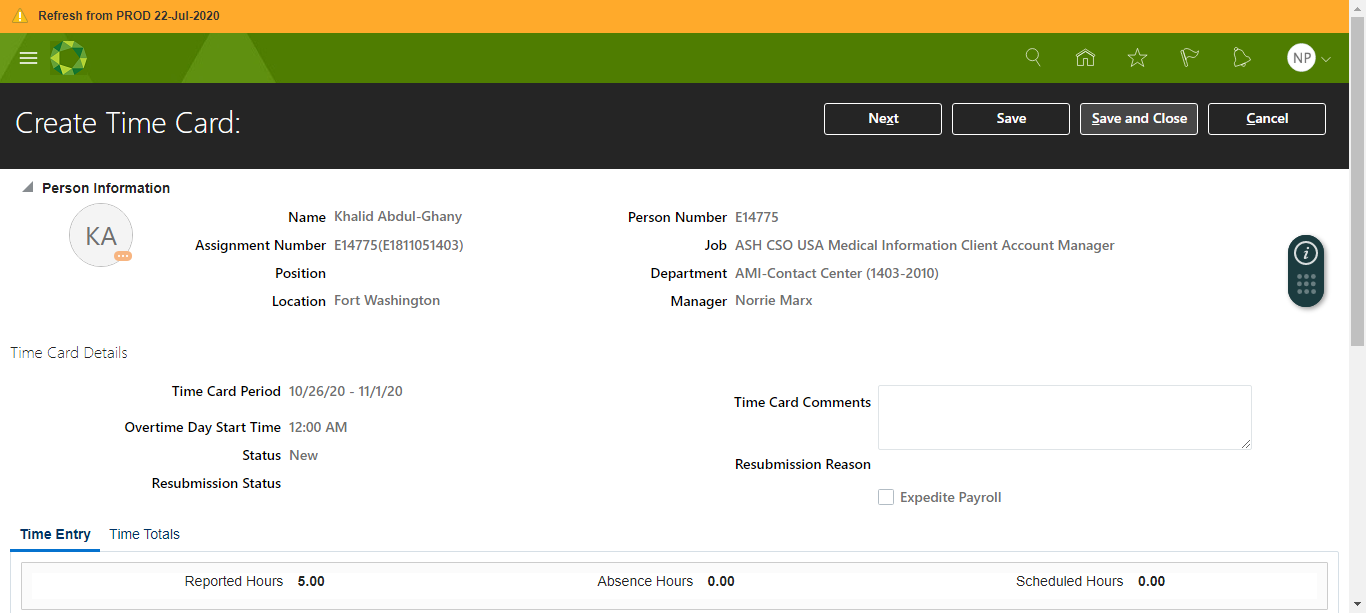 Refresh from PROD 22-Jul-2020
NP
Create Time Card:
Next Save Save and Close Cancel
Person Information
KA
Name Khalid Abdul-Ghany Person Number E14775
Assignment Number E14775(E1811051403) Job ASH CSO USA Medical Information Client Account Manager
Position Department AMI-Contact Center (1403-2010)
Location Fort Washington Manager Norrie Marx
Time Card Details
Time Card Period 10/26/20 - 11/1/20
Time Card Comments
Overtime Day Start Time 12:00 AM
Status New
Resubmission Reason
Resubmission Status
Expedite Payroll
Time Entry Time Totals
Reported Hours 5.00 Absence Hours 0.00 Scheduled Hours 0.00